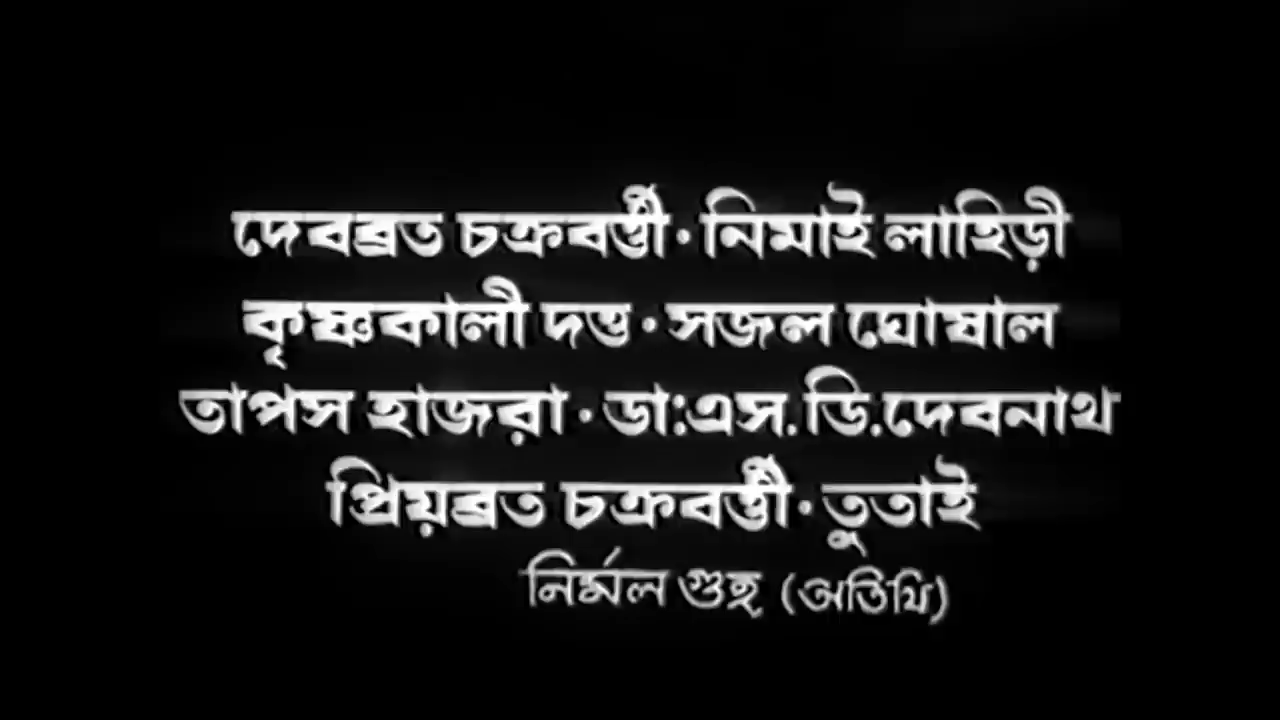 দেবব্রত চক্রবর্ত্তী · নিমাই লাহিড়ী
কৃষ্ণকালী দত্ত · সজল ঘোষাল
তাপস হাজরা · ডা:এস.ডি.দেবনাথ
প্রিয়ব্রত চক্রবর্ত্তী · তুতাই
নির্মল গুহ (অতিথি)